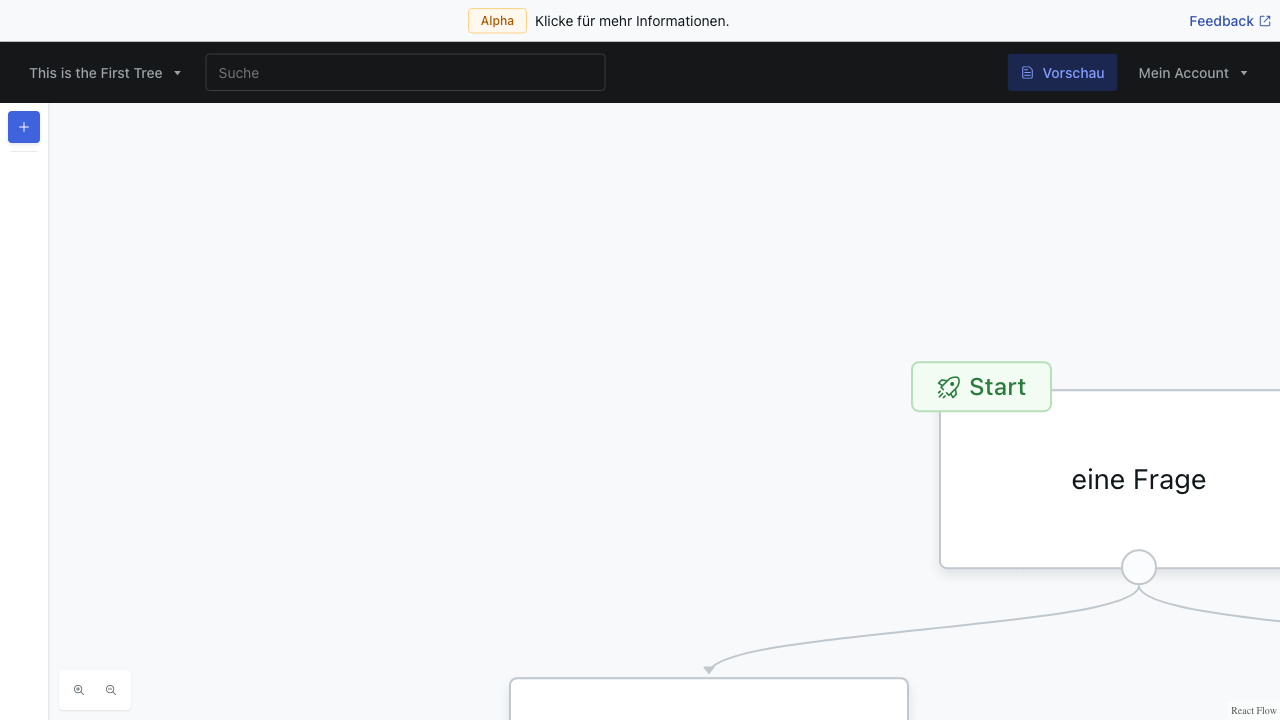 Alpha Klicke für mehr Informationen.
Feedback
This is the First Tree
Suche
Vorschau
Mein Account
Start
eine Frage
React Flow